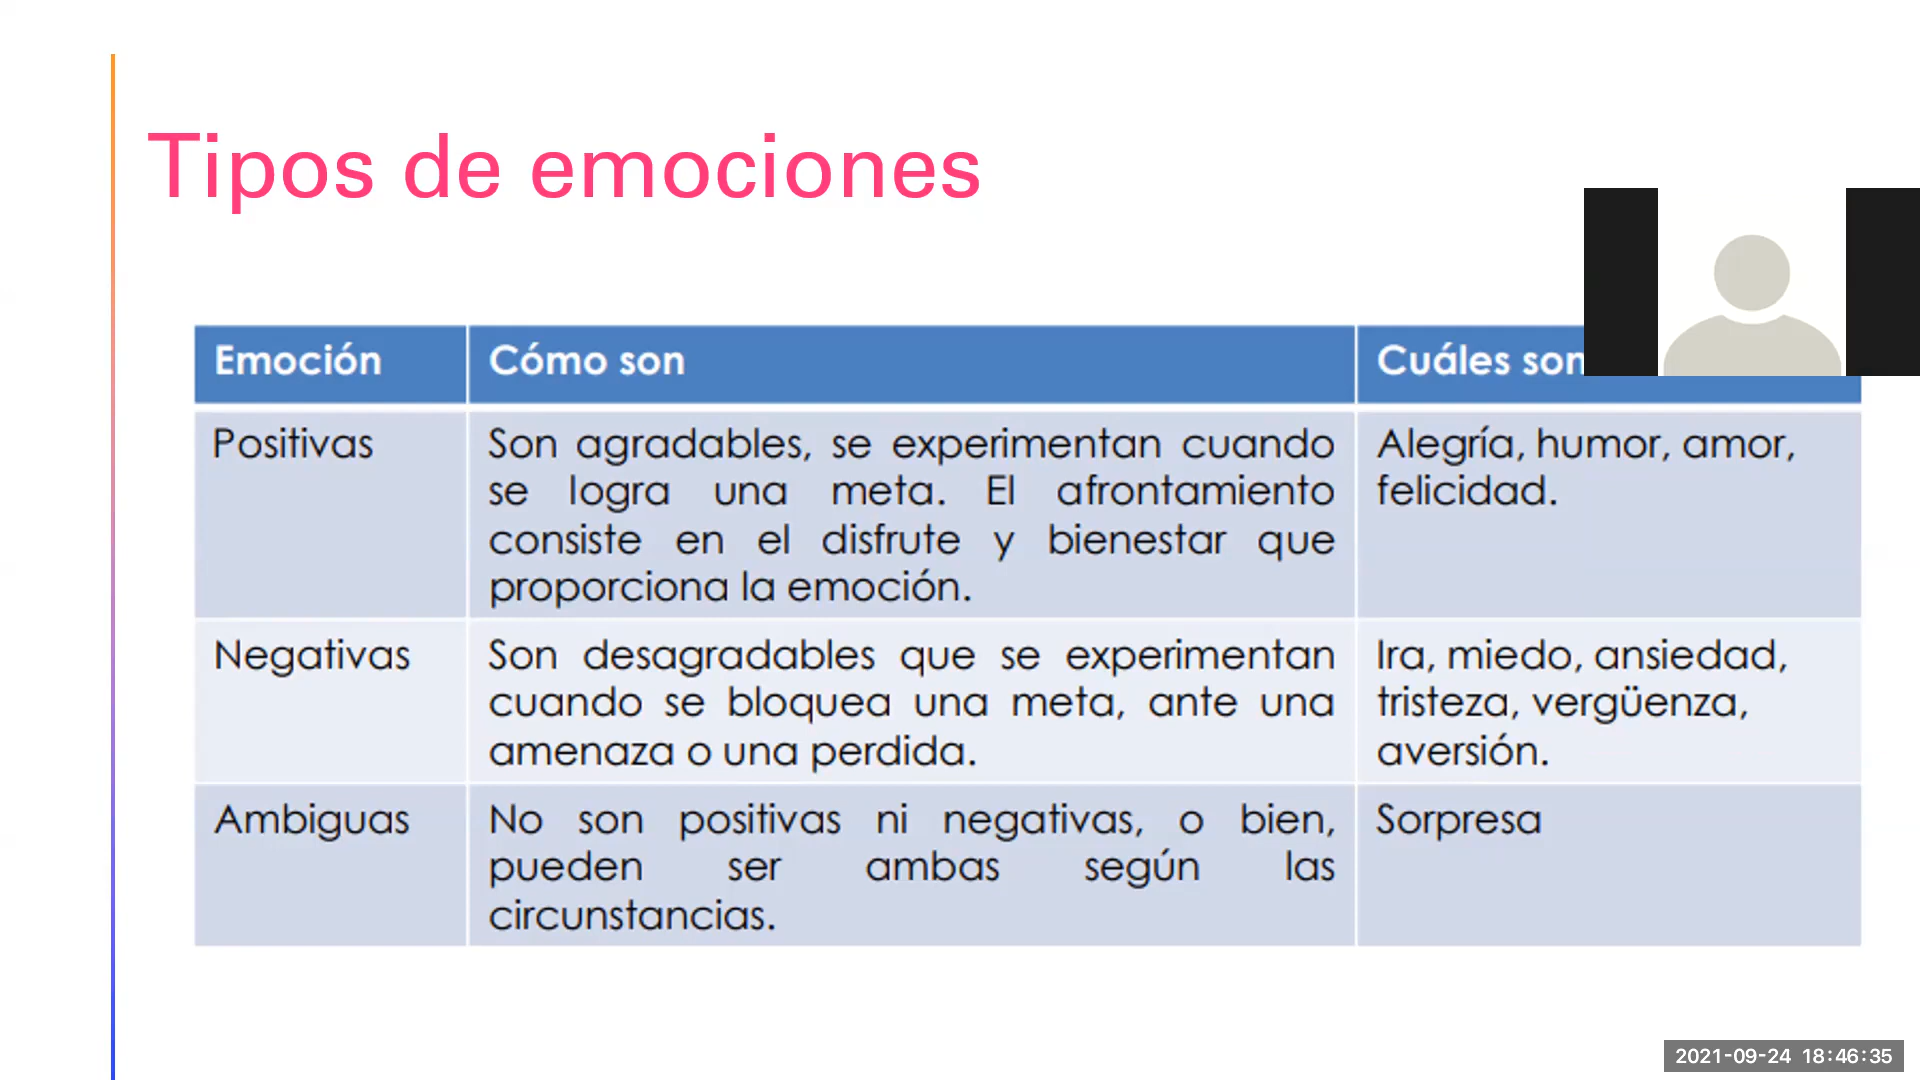 Tipos de emociones
Emoción
Cómo son
Cuáles son
Positivas
Son agradables, se experimentan cuando
se logra una meta. El afrontamiento
consiste en el disfrute y bienestar que
proporciona la emoción.
Alegría, humor, amor,
felicidad.
Negativas
Son desagradables que se experimentan
cuando se bloquea una meta, ante una
amenaza o una perdida.
Ira, miedo, ansiedad,
tristeza, vergüenza,
aversión.
Ambiguas
No son positivas ni negativas, o bien,
pueden ser ambas según las
circunstancias.
Sorpresa
2021-09-24 18:46:35